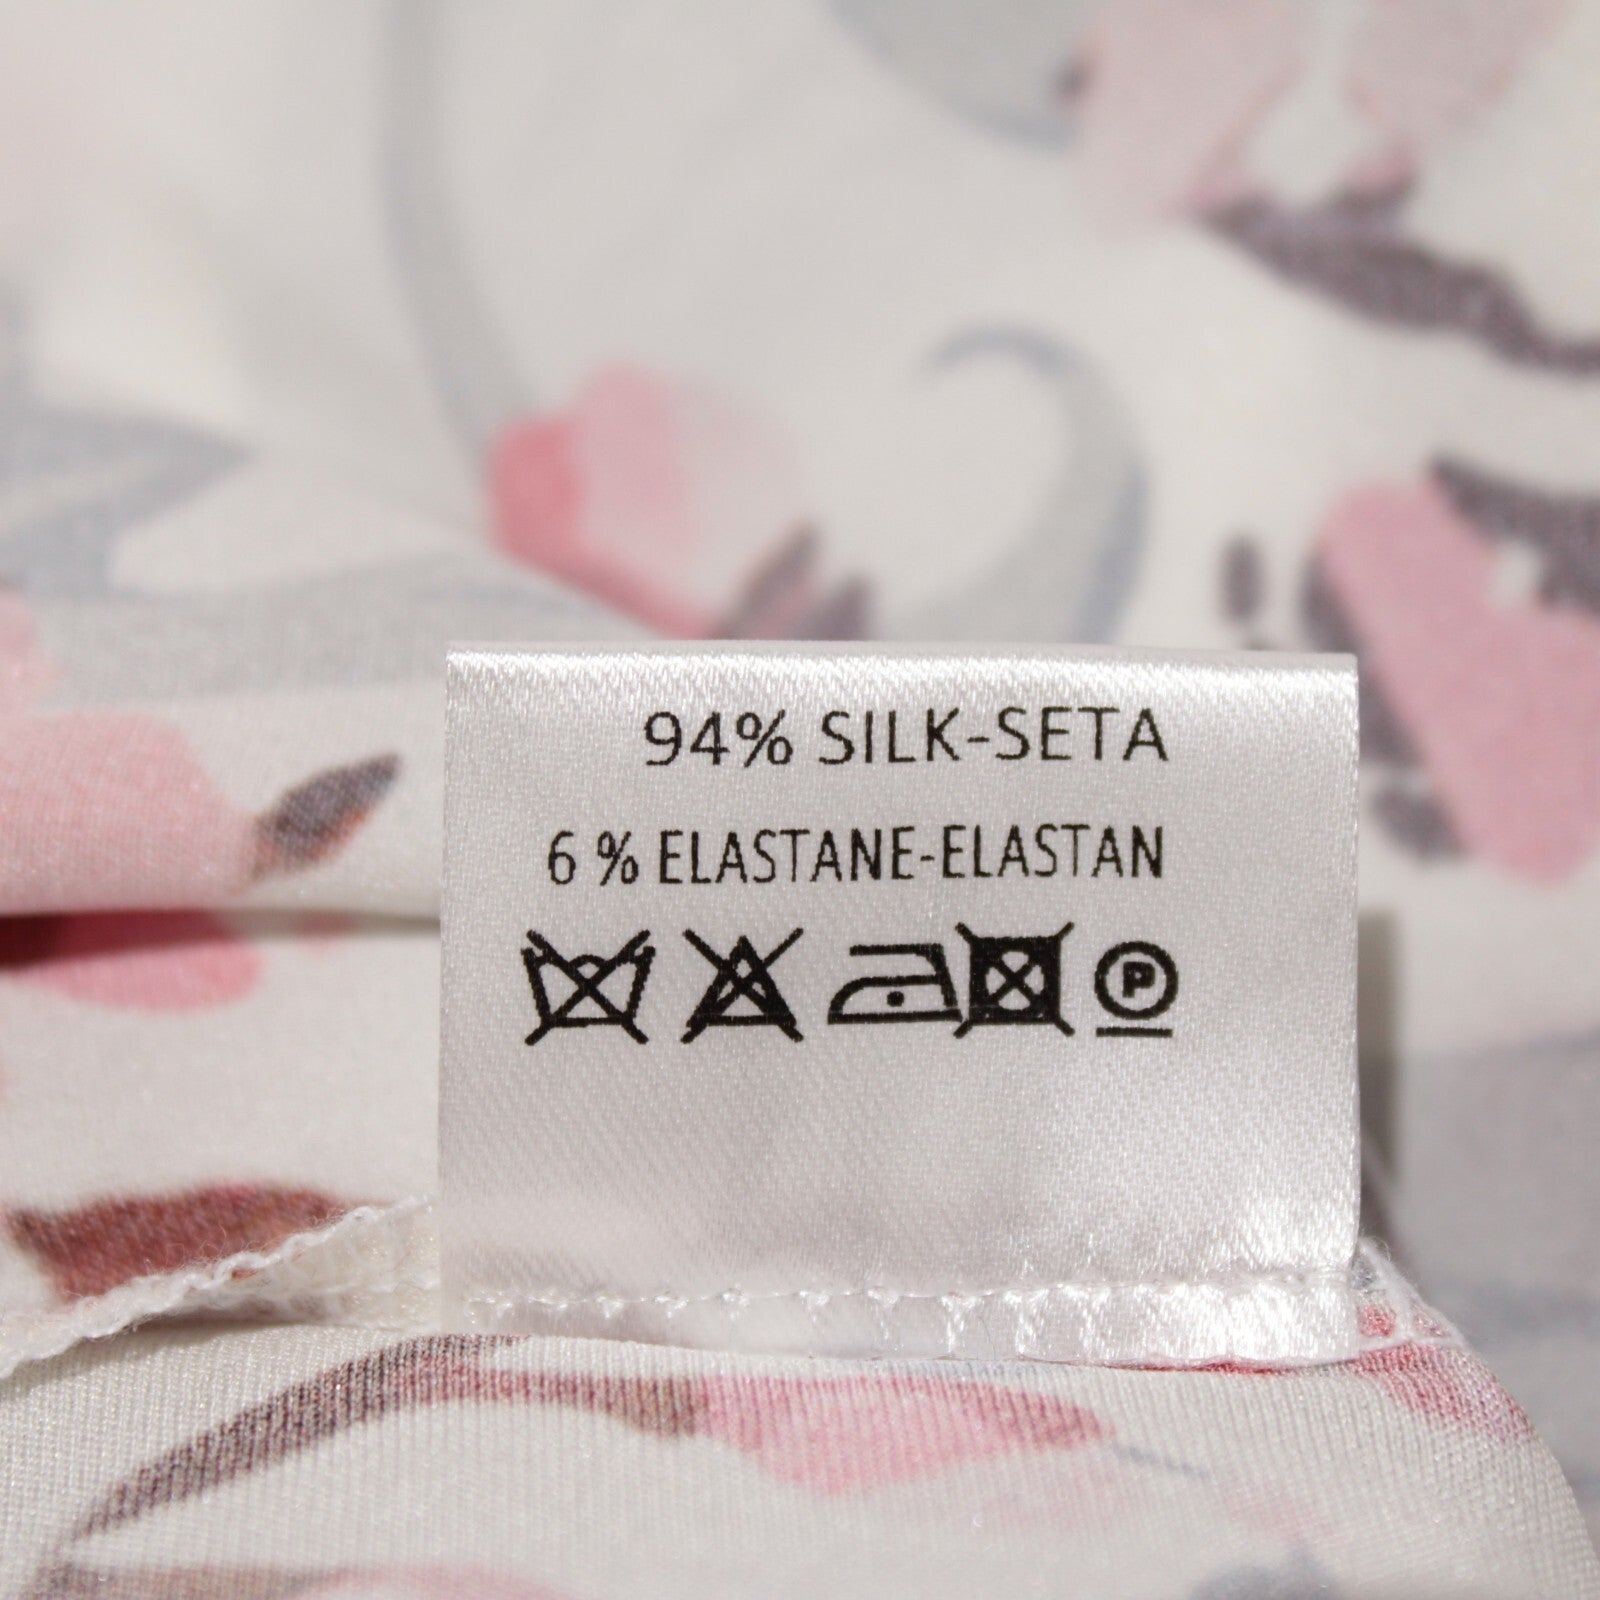 94% SILK-SETA
6 % ELASTANE-ELASTAN
P